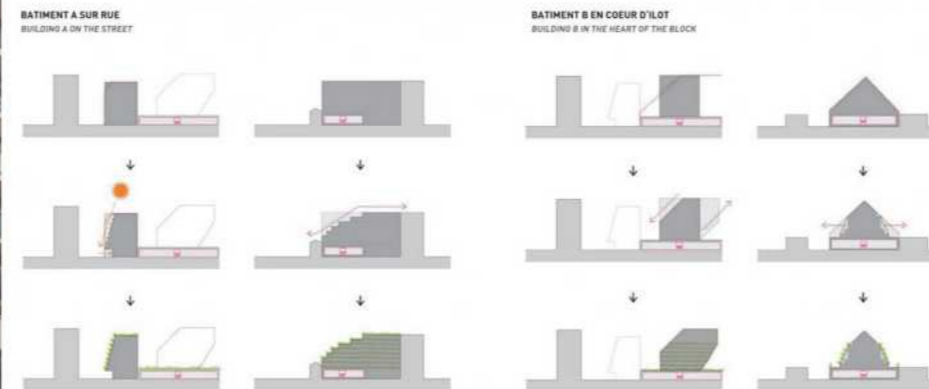 BATIMENT A SUR RUE
BUILDING A ON THE STREET
BATIMENT B EN COEUR D'ILOT
BUILDING B IN THE HEART OF THE BLOCK